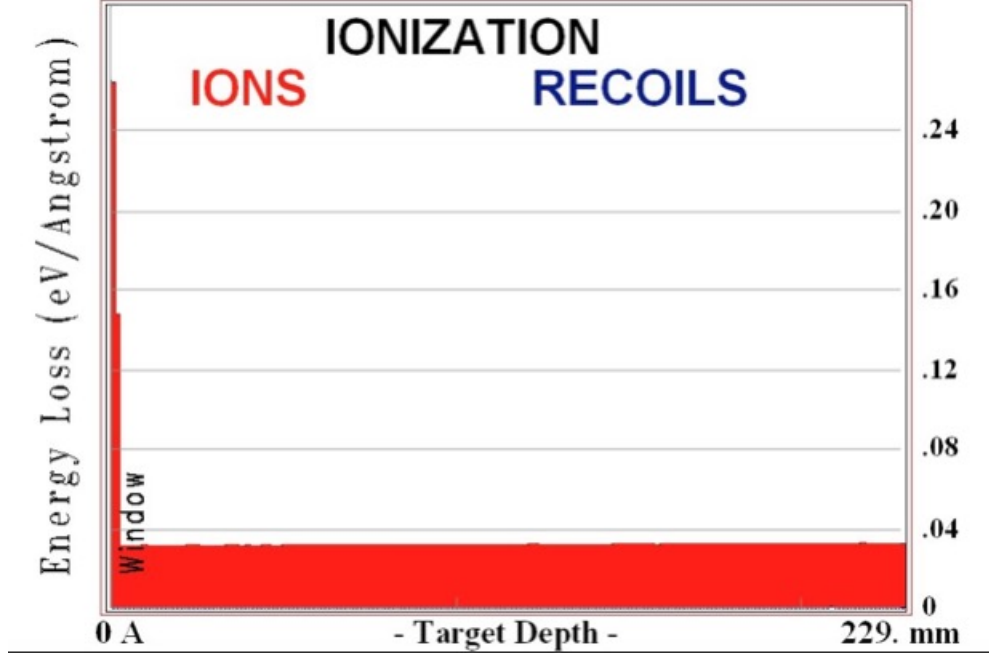 IONIZATION
IONS RECOILS
Energy Loss (eV/Angstrom)
Window
.24
.20
.16
.12
.08
.04
0
0 A - Target Depth - 229. mm